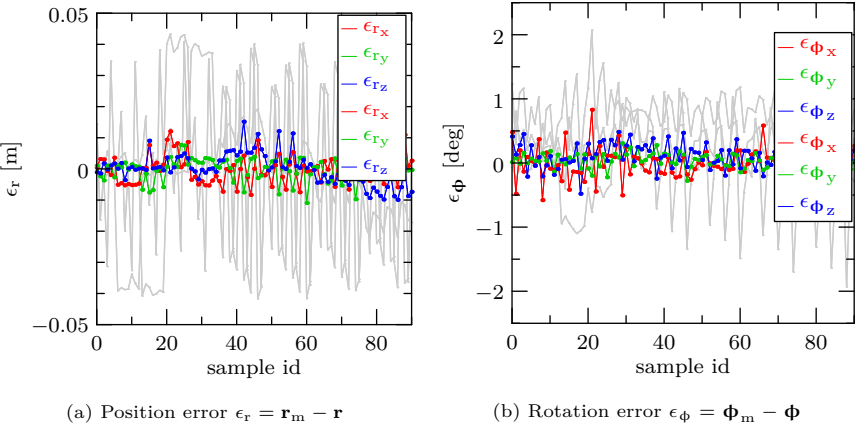 0.05
0
−0.05
ϵr [m]
0 20 40 60 80
sample id
ϵrx
ϵry
ϵrz
ϵrx
ϵry
ϵrz
(a) Position error ϵr = rm − r
2
1
0
−1
−2
ϵΦ [deg]
0 20 40 60 80
sample id
ϵΦx
ϵΦy
ϵΦz
ϵΦx
ϵΦy
ϵΦz
(b) Rotation error ϵϕ = ϕm − ϕ